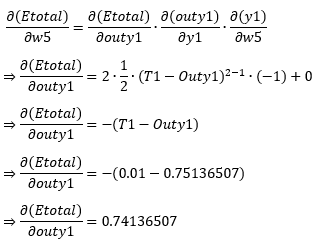 ∂(Etotal)/∂w5 = ∂(Etotal)/∂outy1 · ∂(outy1)/∂y1 · ∂(y1)/∂w5
⇒ ∂(Etotal)/∂outy1 = 2 · 1/2 · (T1 − Outy1)²⁻¹ · (−1) + 0
⇒ ∂(Etotal)/∂outy1 = −(T1 − Outy1)
⇒ ∂(Etotal)/∂outy1 = −(0.01 − 0.75136507)
⇒ ∂(Etotal)/∂outy1 = 0.74136507